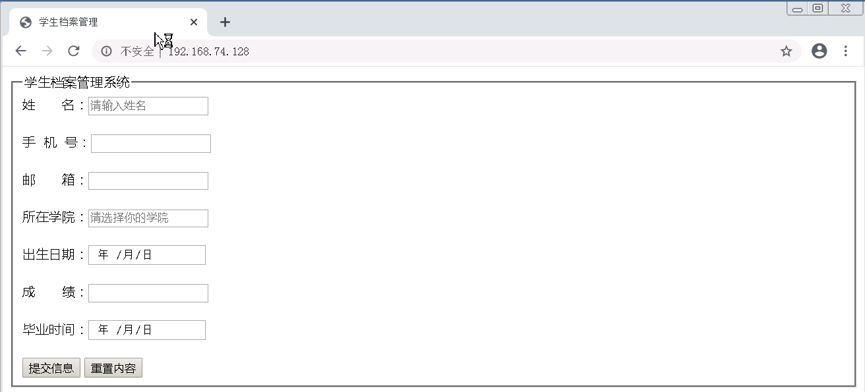 学生档案管理
不安全 | 192.168.74.128
学生档案管理系统
姓 名：请输入姓名
手 机 号：
邮 箱：
所在学院：请选择你的学院
出生日期： 年 /月/日
成 绩：
毕业时间： 年 /月/日
提交信息 重置内容